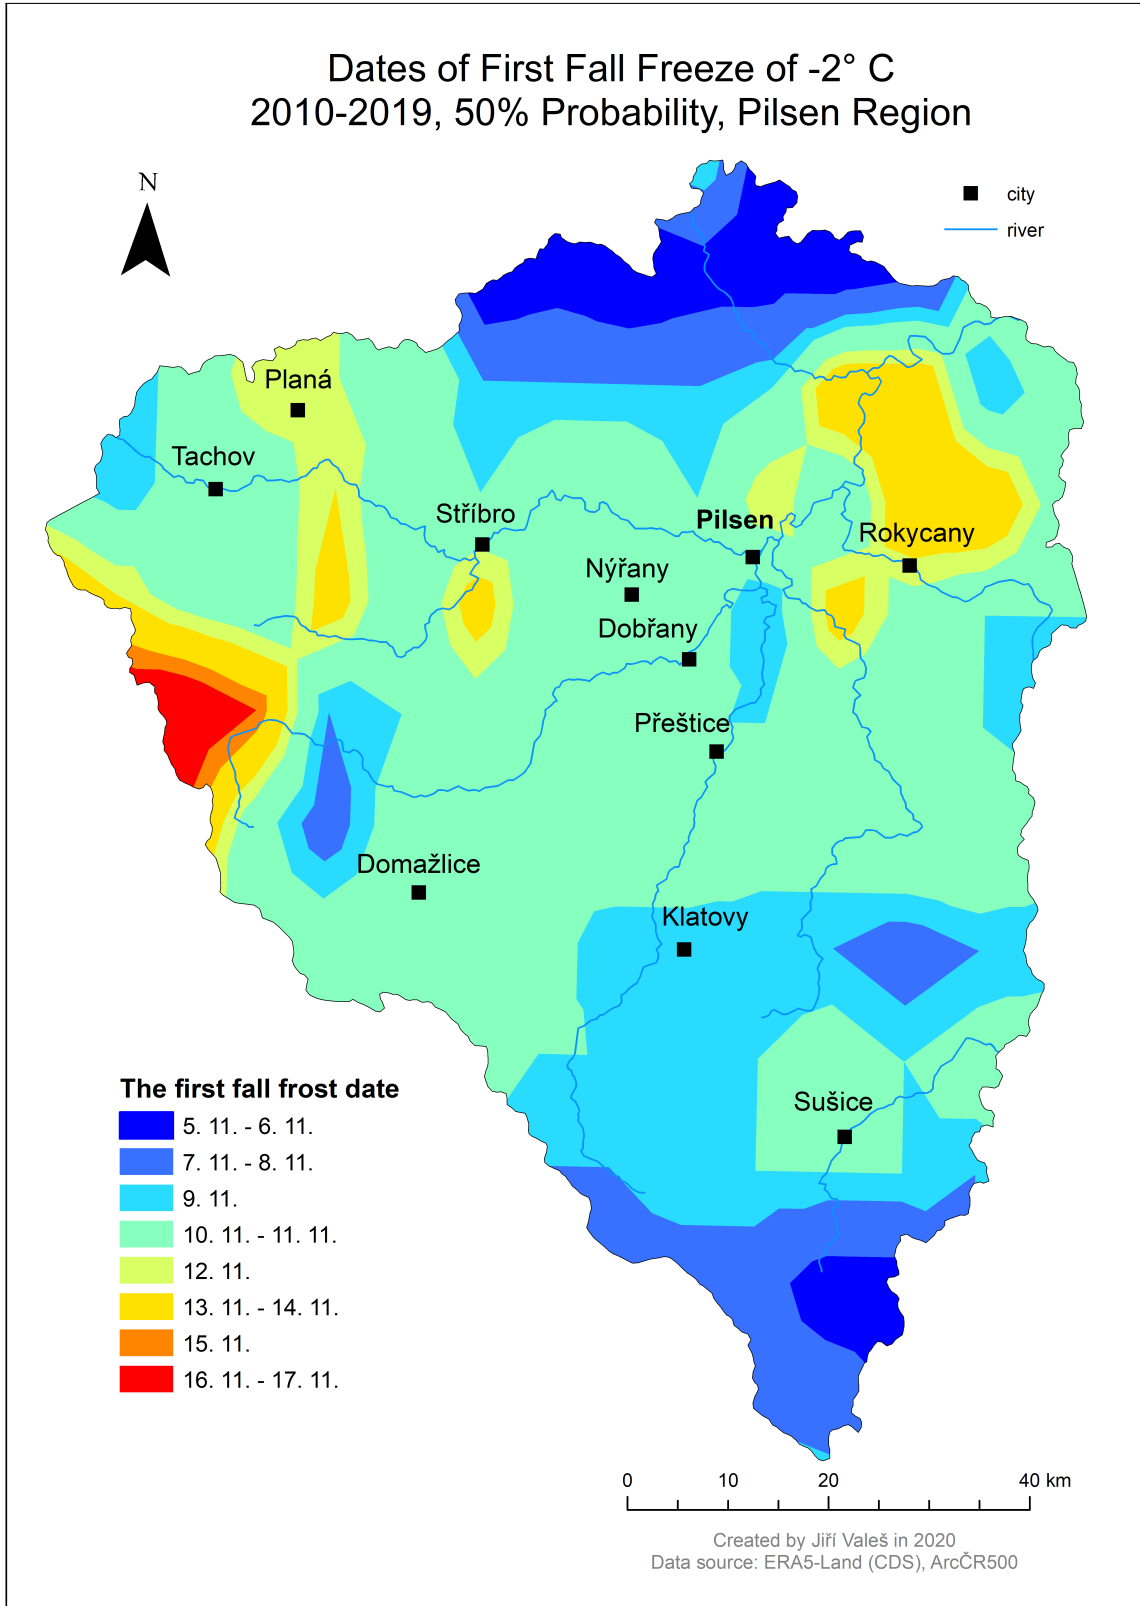 Dates of First Fall Freeze of -2° C
2010-2019, 50% Probability, Pilsen Region
N
city
river
Planá
Tachov
Stříbro
Pilsen
Rokycany
Nýřany
Dobřany
Přeštice
Domažlice
Klatovy
Sušice
The first fall frost date
5. 11. - 6. 11.
7. 11. - 8. 11.
9. 11.
10. 11. - 11. 11.
12. 11.
13. 11. - 14. 11.
15. 11.
16. 11. - 17. 11.
0 10 20 40 km
Created by Jiří Valeš in 2020
Data source: ERA5-Land (CDS), ArcČR500